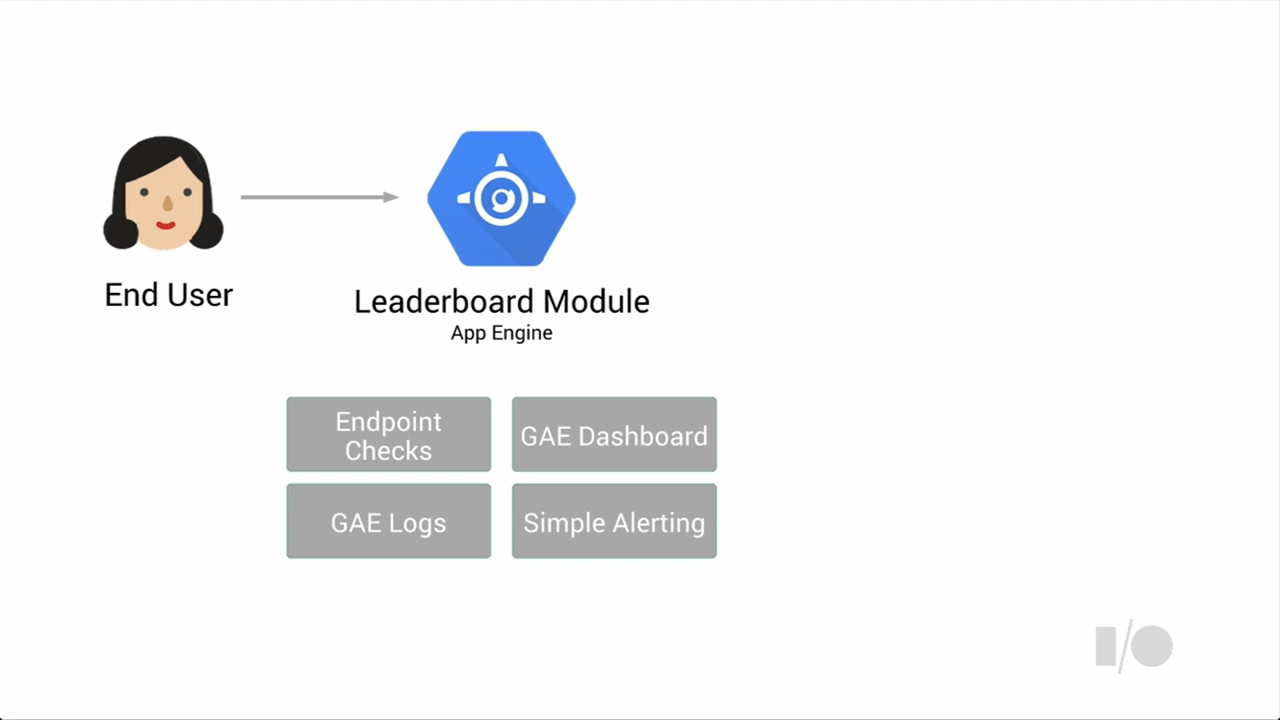 End User
Leaderboard Module
App Engine
Endpoint
Checks
GAE Dashboard
GAE Logs
Simple Alerting
I/O